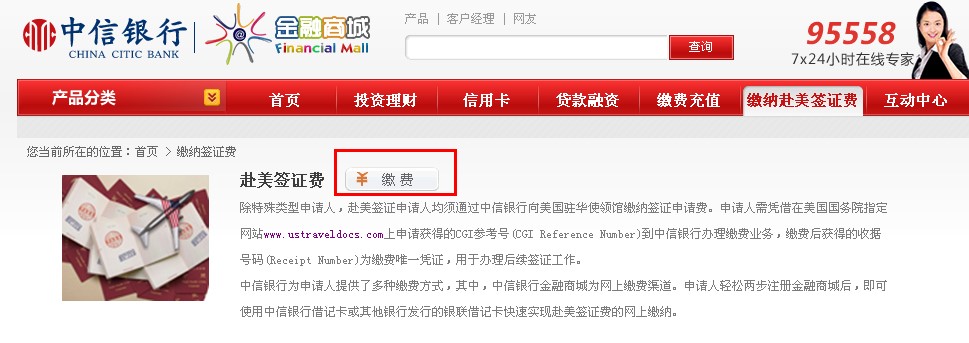 中信银行
CHINA CITIC BANK
金融商城
Financial Mall
产品 | 客户经理 | 网友
查询
95558
7x24小时在线专家
产品分类
首页 投资理财 信用卡 贷款融资 缴费充值 缴纳赴美签证费 互动中心
您当前所在的位置：首页 > 缴纳签证费
赴美签证费 缴费
除特殊类型申请人，赴美签证申请人均须通过中信银行向美国驻华使领馆缴纳签证申请费。申请人需凭借在美国国务院指定
网站www.ustraveldocs.com上申请获得的CGI参考号(CGI Reference Number)到中信银行办理缴费业务，缴费后获得的收据
号码(Receipt Number)为缴费唯一凭证，用于办理后续签证工作。
中信银行为申请人提供了多种缴费方式，其中，中信银行金融商城为网上缴费渠道。申请人轻松两步注册金融商城后，即可
使用中信银行借记卡或其他银行发行的银联借记卡快速实现赴美签证费的网上缴纳。